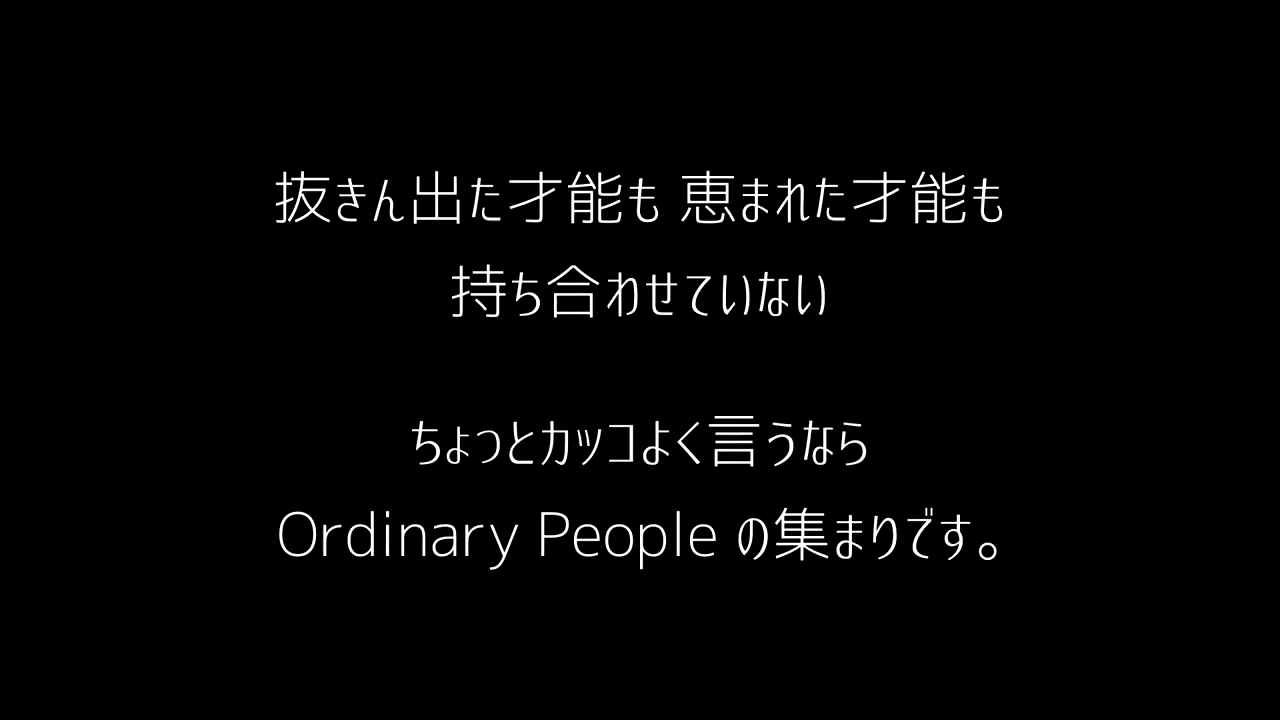 抜きん出た才能も 恵まれた才能も
持ち合わせていない
ちょっとカッコよく言うなら
Ordinary People の集まりです。